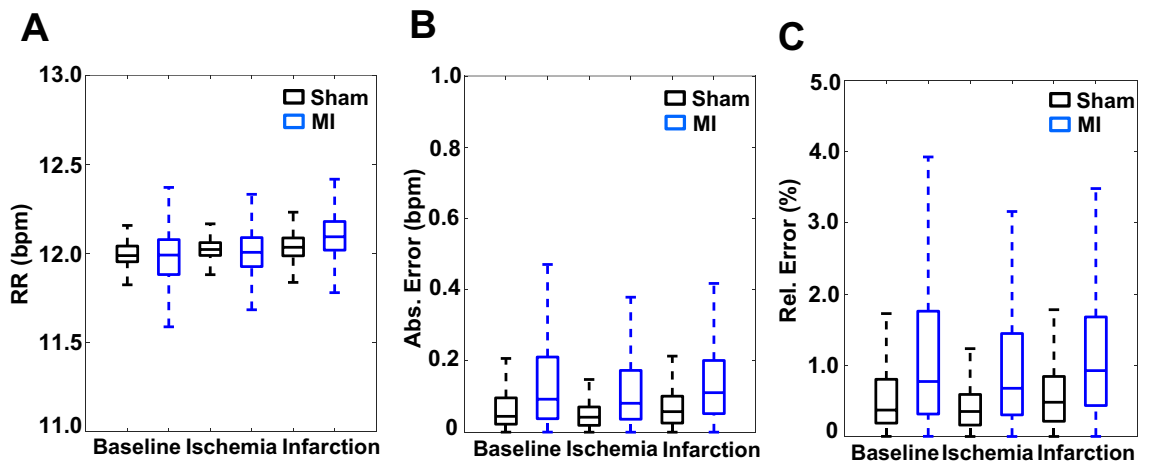 A
RR (bpm)
13.0
12.5
12.0
11.5
11.0
Sham
MI
Baseline Ischemia Infarction
B
Abs. Error (bpm)
1.0
0.8
0.6
0.4
0.2
0
Sham
MI
Baseline Ischemia Infarction
C
Rel. Error (%)
5.0
4.0
3.0
2.0
1.0
0
Sham
MI
Baseline Ischemia Infarction